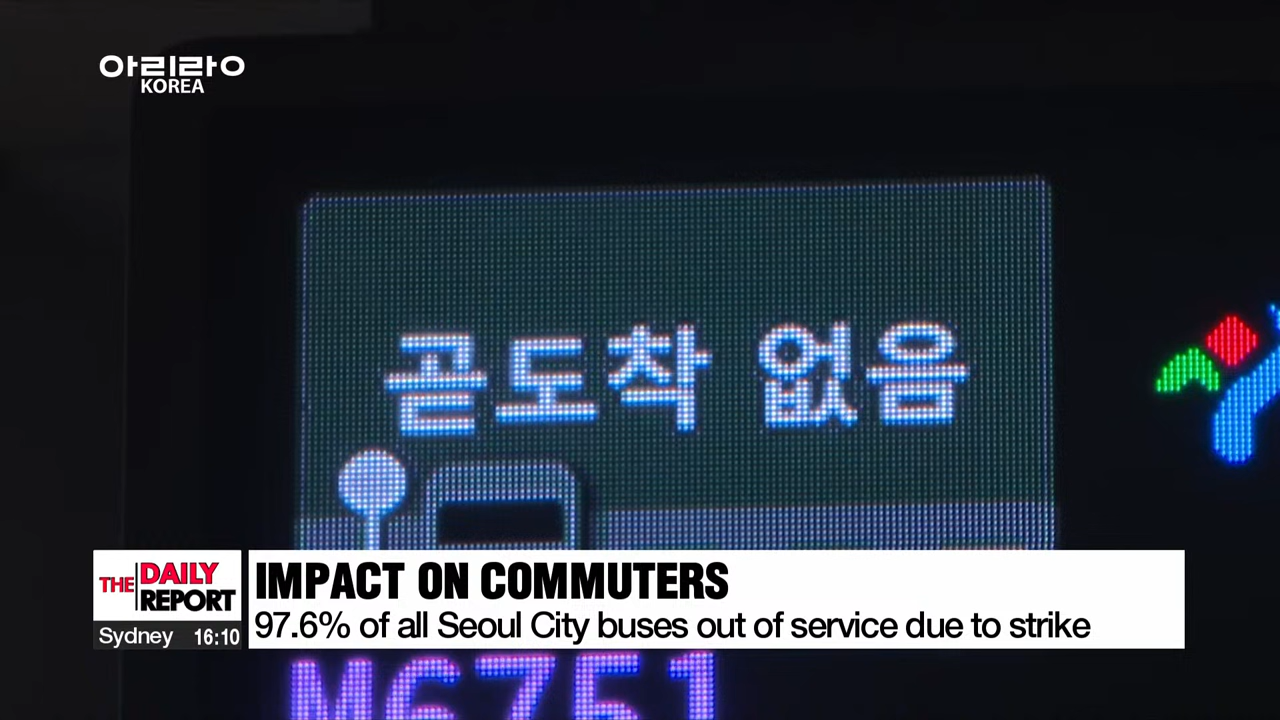 아리랑
KOREA
곧도착 없음
THE DAILY REPORT
IMPACT ON COMMUTERS
97.6% of all Seoul City buses out of service due to strike
Sydney 16:10
M6751